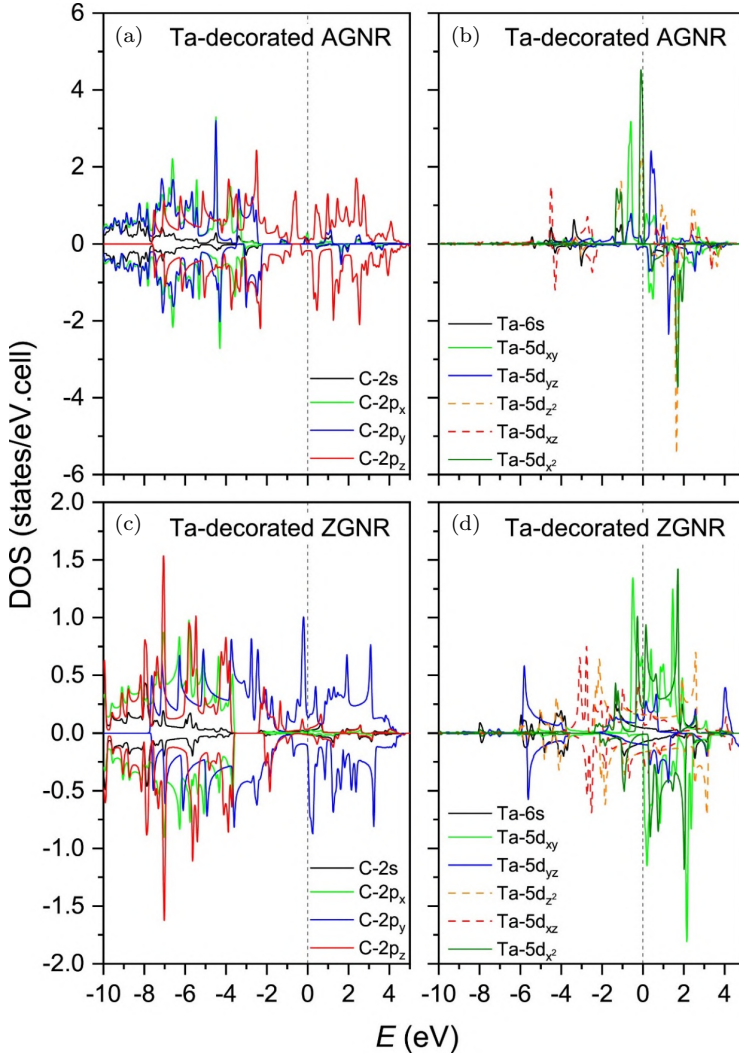 (a) Ta-decorated AGNR
(b) Ta-decorated AGNR
6
4
2
0
-2
-4
-6
C-2s
C-2pₓ
C-2pᵧ
C-2p_z
Ta-6s
Ta-5d_xy
Ta-5d_yz
Ta-5d_z²
Ta-5d_xz
Ta-5d_x²
(c) Ta-decorated ZGNR
(d) Ta-decorated ZGNR
2.0
1.5
1.0
0.5
0.0
-0.5
-1.0
-1.5
-2.0
C-2s
C-2pₓ
C-2pᵧ
C-2p_z
Ta-6s
Ta-5d_xy
Ta-5d_yz
Ta-5d_z²
Ta-5d_xz
Ta-5d_x²
DOS (states/eV.cell)
-10 -8 -6 -4 -2 0 2 4
-10 -8 -6 -4 -2 0 2 4
E (eV)